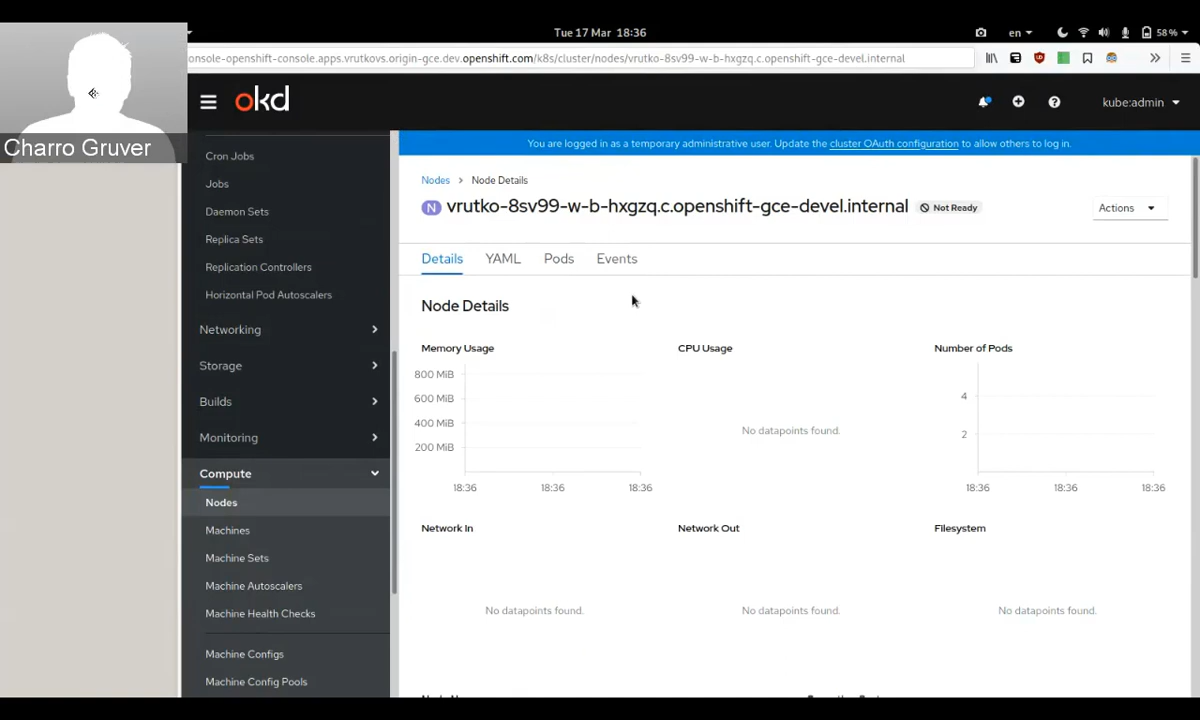 Tue 17 Mar 18:36
en
58 %
onsole-openshift-console.apps.vrutkovs.origin-gce.dev.openshift.com/k8s/cluster/nodes/vrutko-8sv99-w-b-hxgzq.c.openshift-gce-devel.internal
Charro Gruver
okd
kube:admin
You are logged in as a temporary administrative user. Update the cluster OAuth configuration to allow others to log in.
Cron Jobs
Jobs
Daemon Sets
Replica Sets
Replication Controllers
Horizontal Pod Autoscalers
Networking
Storage
Builds
Monitoring
Compute
Nodes
Machines
Machine Sets
Machine Autoscalers
Machine Health Checks
Machine Configs
Machine Config Pools
Nodes > Node Details
N vrutko-8sv99-w-b-hxgzq.c.openshift-gce-devel.internal Not Ready
Actions
Details YAML Pods Events
Node Details
Memory Usage
800 MiB
600 MiB
400 MiB
200 MiB
18:36 18:36 18:36
CPU Usage
No datapoints found.
Number of Pods
4
2
18:36 18:36 18:36
Network In
No datapoints found.
Network Out
No datapoints found.
Filesystem
No datapoints found.